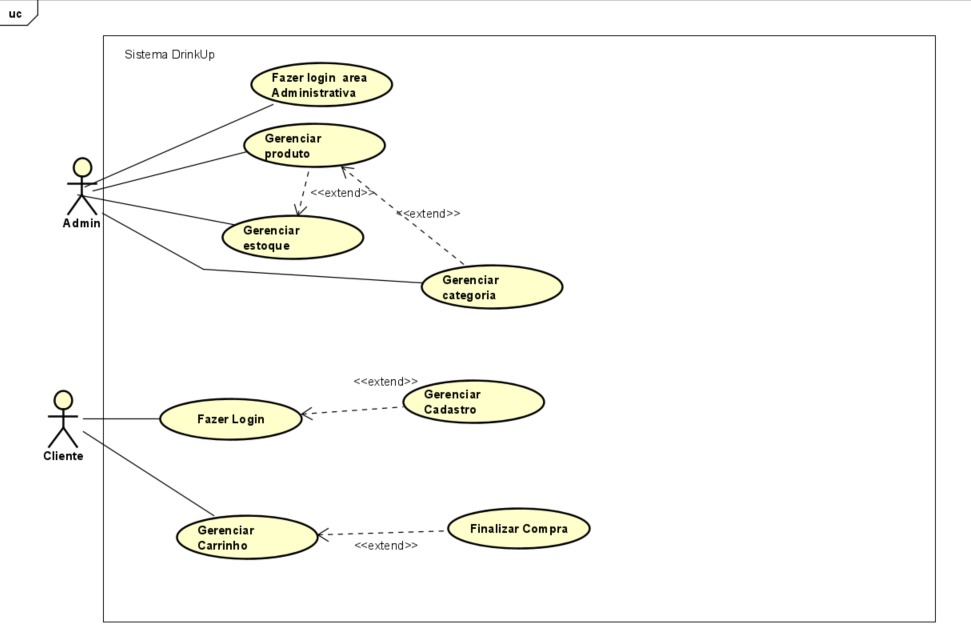 uc
Sistema DrinkUp
Fazer login area
Administrativa
Gerenciar
produto
<<extend>>
Admin
<<extend>>
Gerenciar
estoque
Gerenciar
categoria
<<extend>>
Gerenciar
Cadastro
Fazer Login
Cliente
Gerenciar
Carrinho
Finalizar Compra
<<extend>>